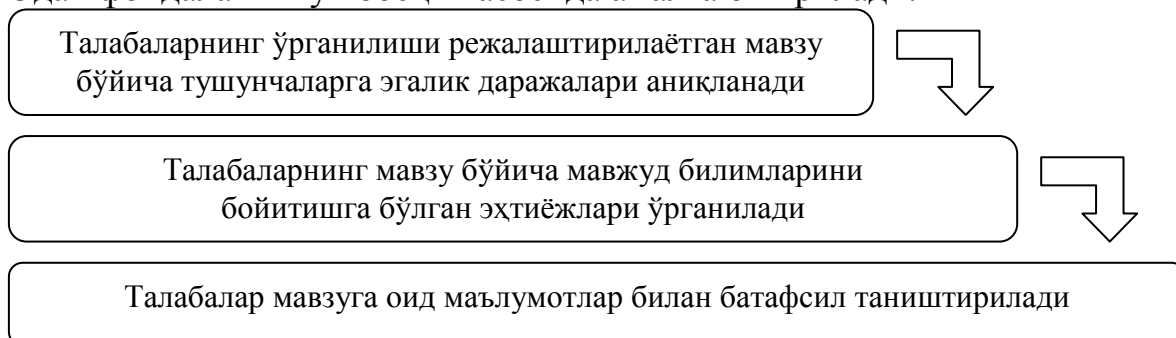 Талабаларнинг ўрганилиши режалаштирилаётган мавзу
бўйича тушунчаларга эгалик даражалари аниқланади
Талабаларнинг мавзу бўйича мавжуд билимларини
бойитишга бўлган эҳтиёжлари ўрганилади
Талабалар мавзуга оид маълумотлар билан батафсил таништирилади